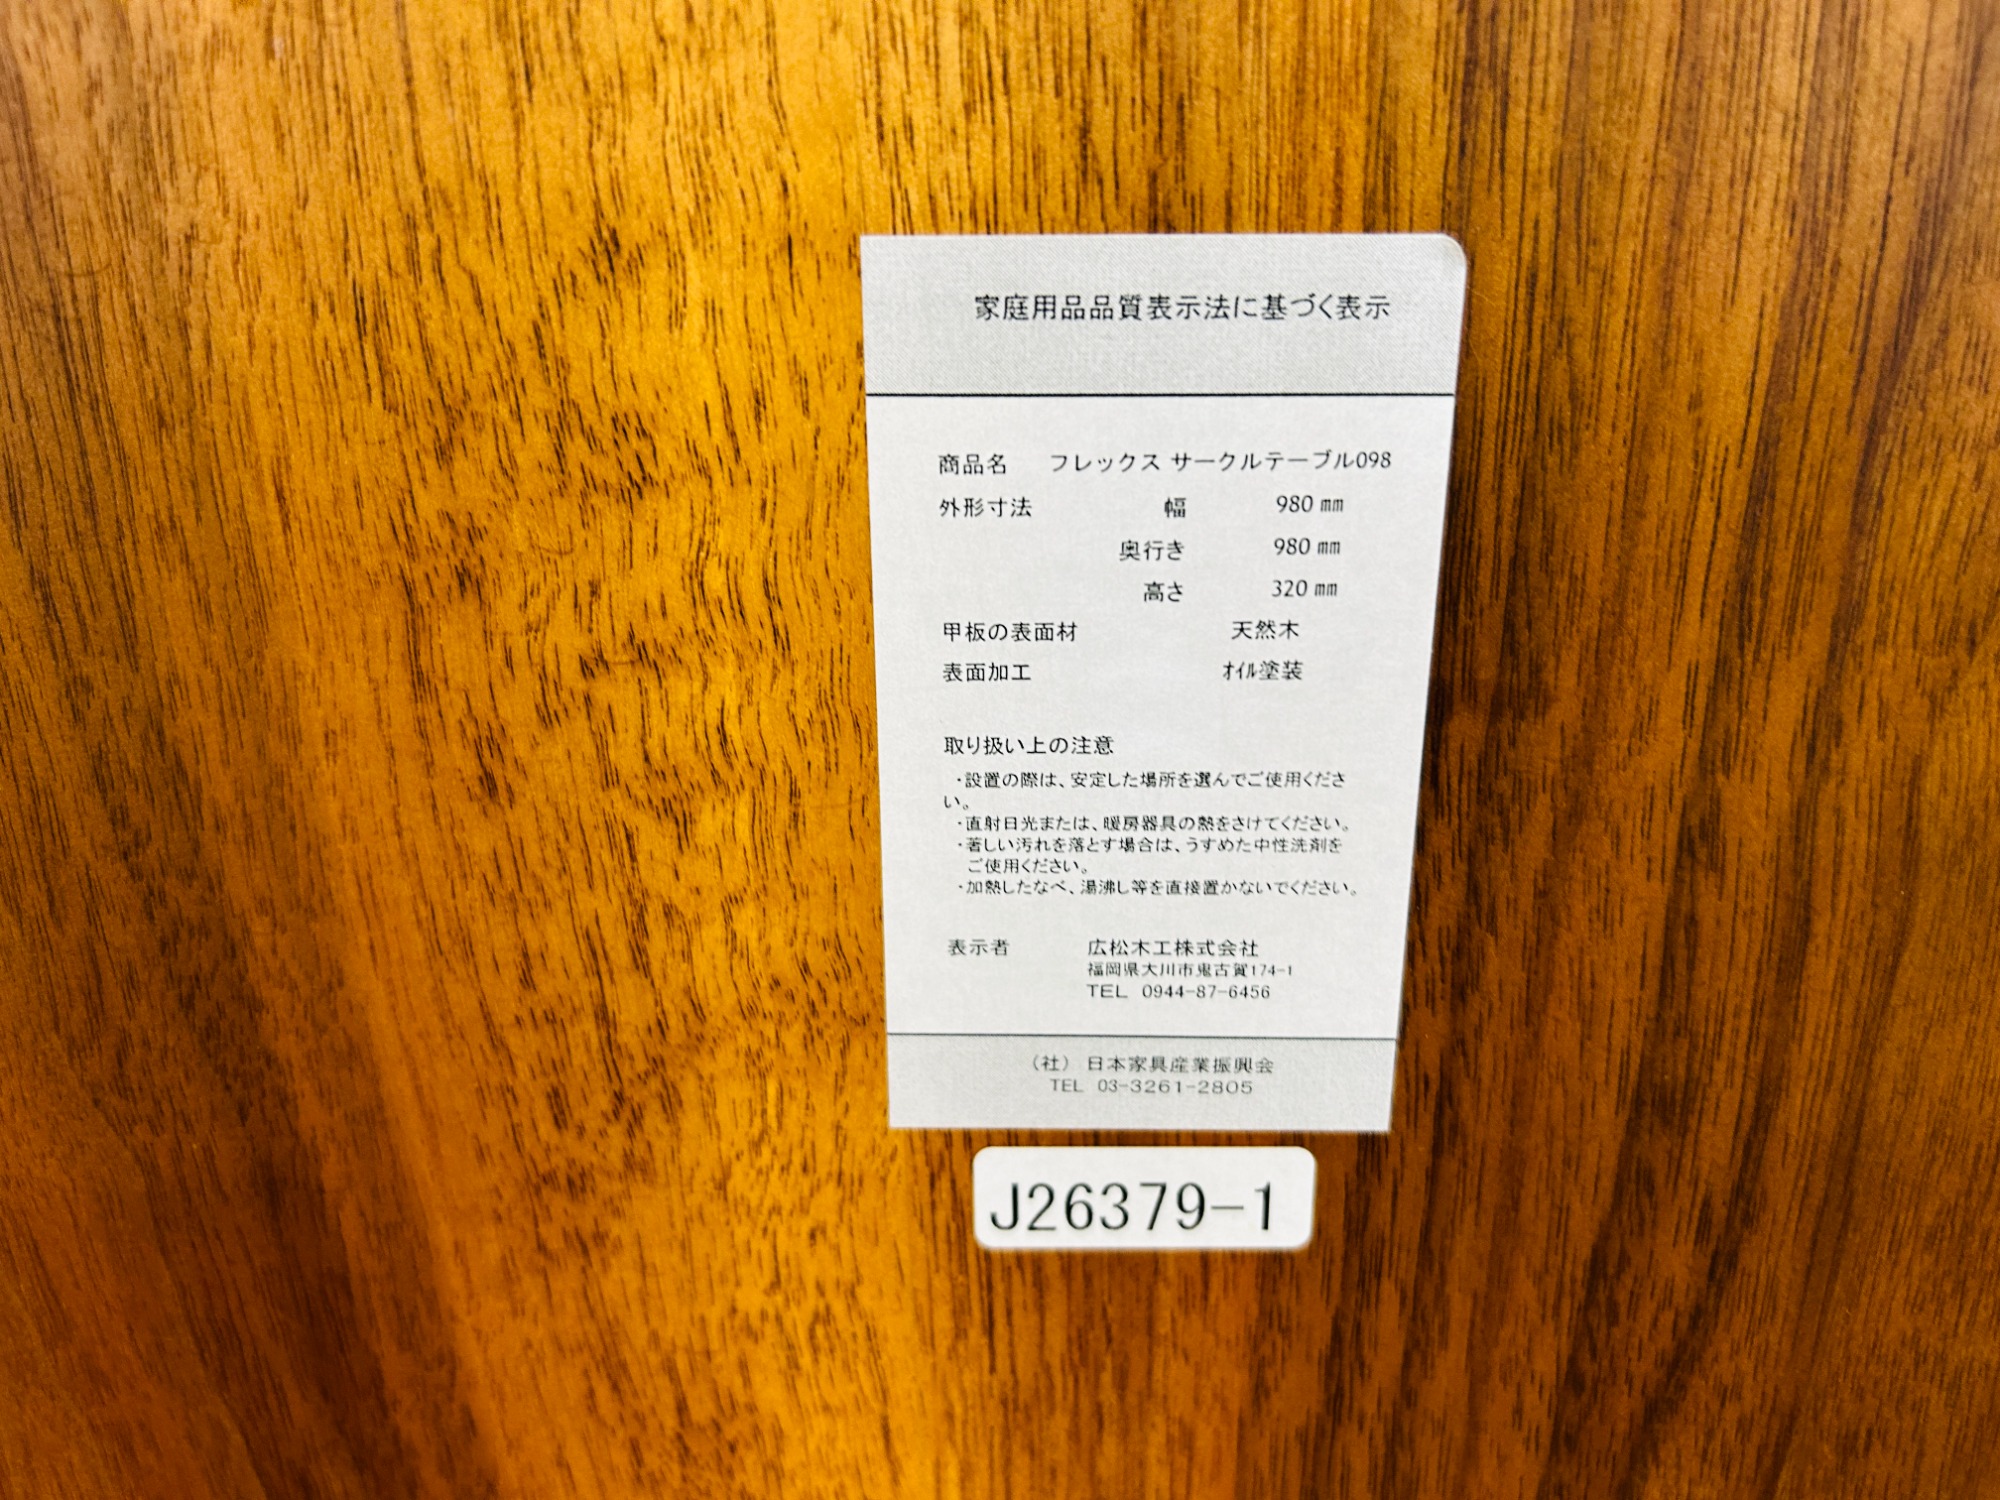 家庭用品品質表示法に基づく表示
商品名 フレックス サークルテーブル098
外形寸法 幅 980 ㎜
奥行き 980 ㎜
高さ 320 ㎜
甲板の表面材 天然木
表面加工 ｵｲﾙ塗装
取り扱い上の注意
・設置の際は、安定した場所を選んでご使用くださ
い。
・直射日光または、暖房器具の熱をさけてください。
・著しい汚れを落とす場合は、うすめた中性洗剤を
ご使用ください。
・加熱したなべ、湯沸し等を直接置かないでください。
表示者 広松木工株式会社
福岡県大川市鬼古賀174-1
TEL 0944-87-6456
（社） 日本家具産業振興会
TEL 03-3261-2805
J26379-1